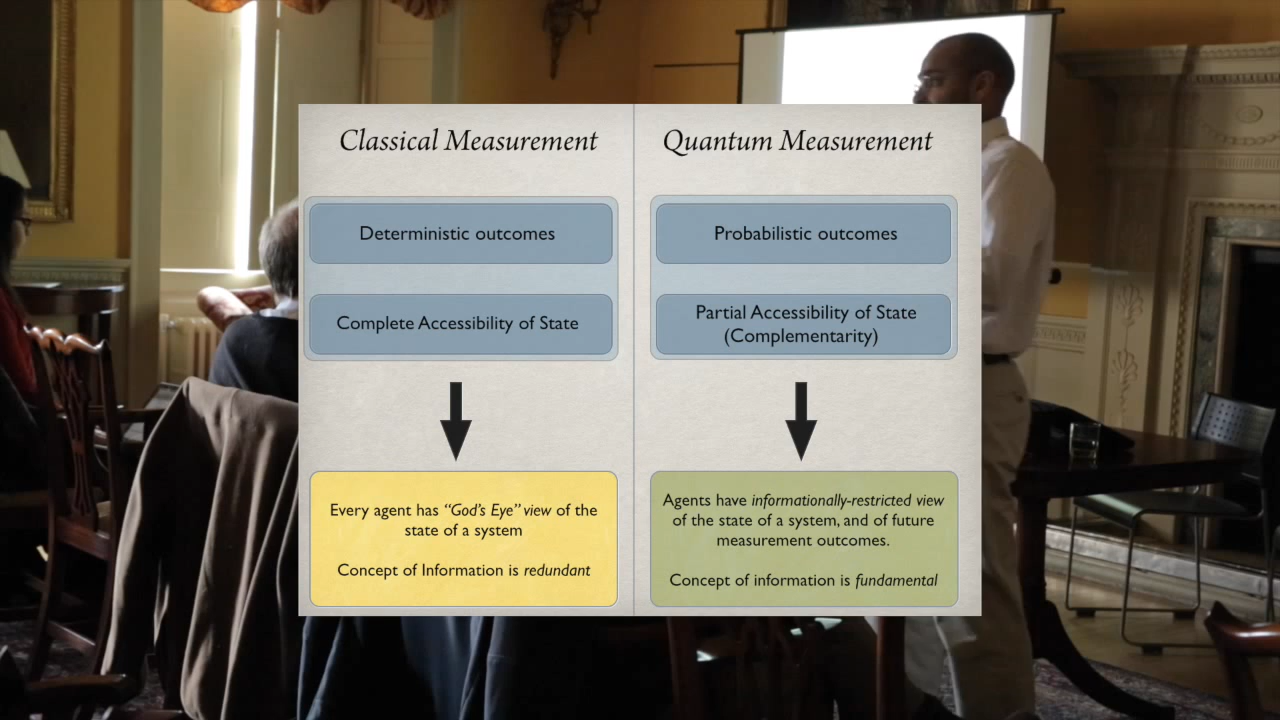 Classical Measurement
Deterministic outcomes
Complete Accessibility of State
Every agent has “God’s Eye” view of the
state of a system
Concept of Information is redundant
Quantum Measurement
Probabilistic outcomes
Partial Accessibility of State
(Complementarity)
Agents have informationally-restricted view
of the state of a system, and of future
measurement outcomes.
Concept of information is fundamental